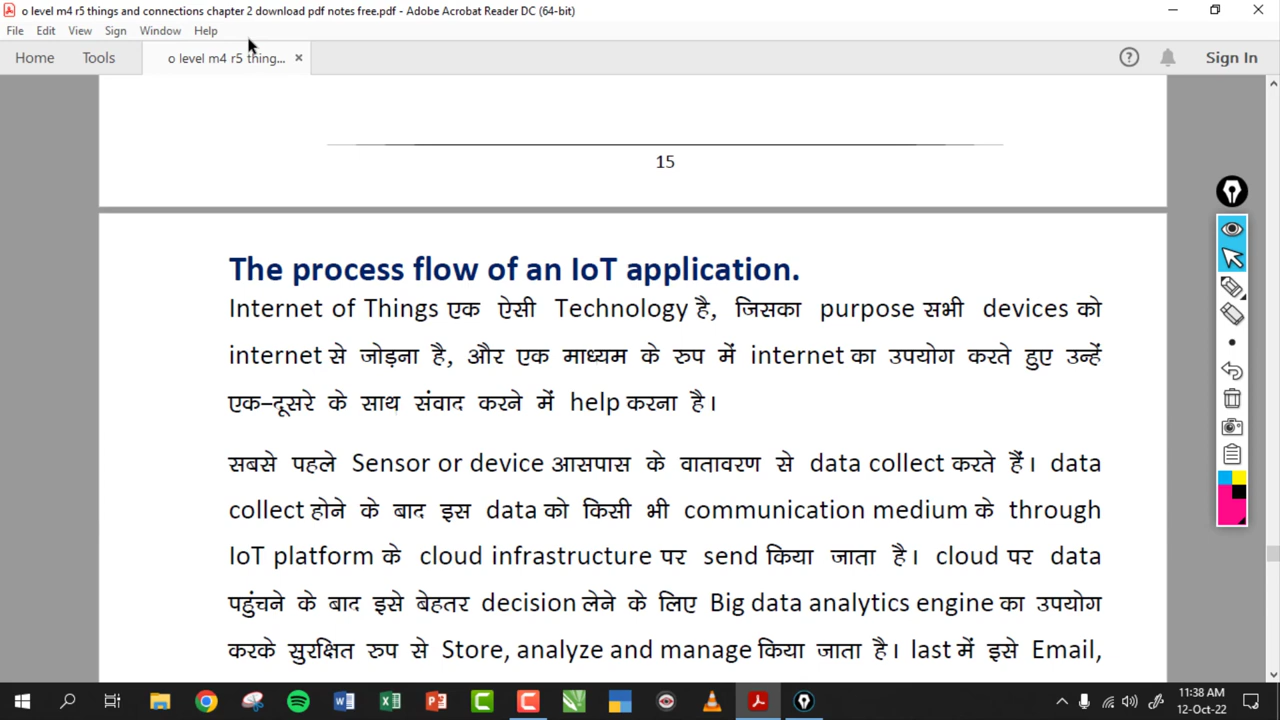 o level m4 r5 things and connections chapter 2 download pdf notes free.pdf - Adobe Acrobat Reader DC (64-bit)
File Edit View Sign Window Help
Home Tools o level m4 r5 thing... Sign In
15
The process flow of an IoT application.
Internet of Things एक ऐसी Technology है, जिसका purpose सभी devices को
internet से जोड़ना है, और एक माध्यम के रुप में internet का उपयोग करते हुए उन्हें
एक–दूसरे के साथ संवाद करने में help करना है।
सबसे पहले Sensor or device आसपास के वातावरण से data collect करते हैं। data
collect होने के बाद इस data को किसी भी communication medium के through
IoT platform के cloud infrastructure पर send किया जाता है। cloud पर data
पहुंचने के बाद इसे बेहतर decision लेने के लिए Big data analytics engine का उपयोग
करके सुरक्षित रुप से Store, analyze and manage किया जाता है। last में इसे Email,
11:38 AM
12-Oct-22